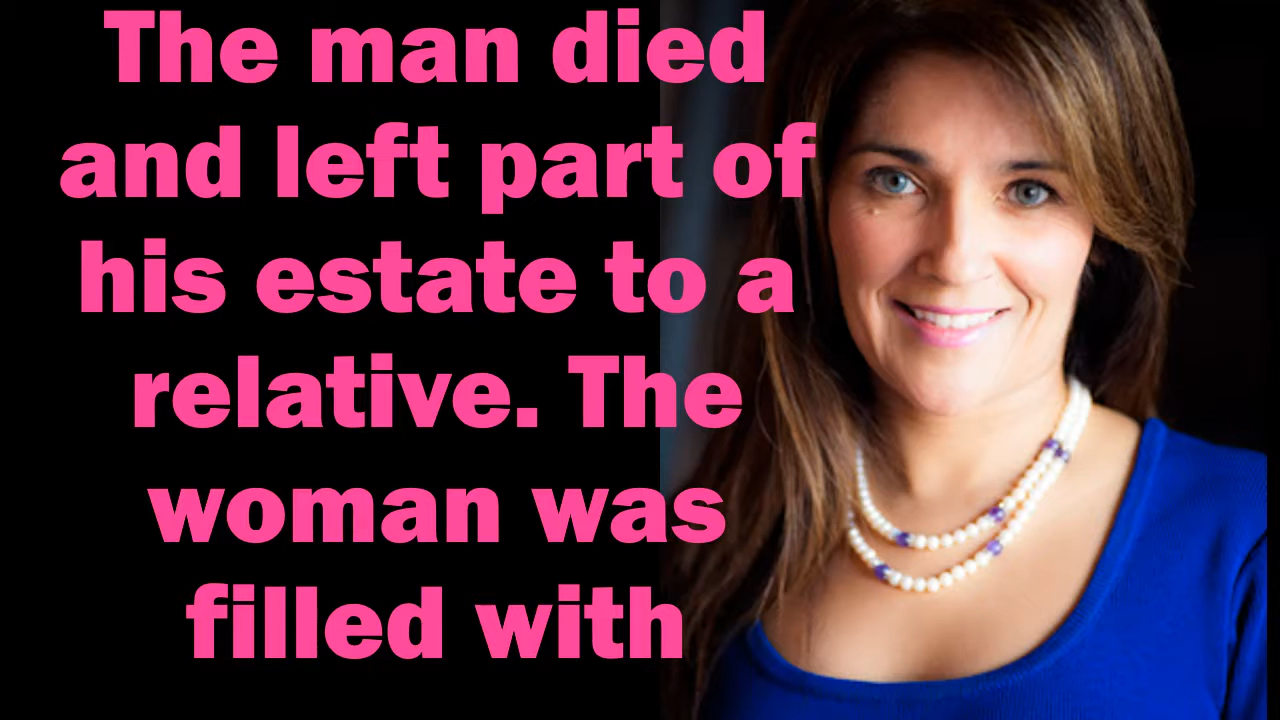 The man died
and left part of
his estate to a
relative. The
woman was
filled with